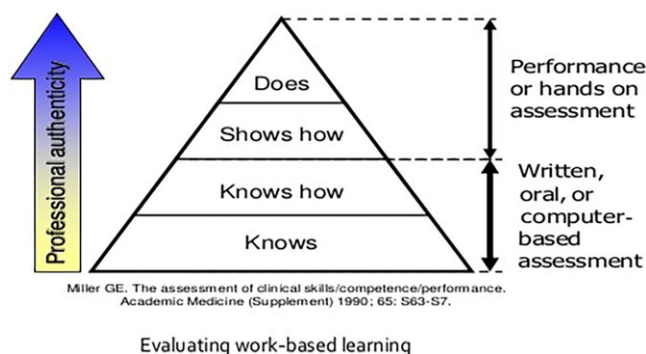 Professional authenticity
Does
Shows how
Knows how
Knows
Performance
or hands on
assessment
Written,
oral, or
computer-
based
assessment
Miller GE. The assessment of clinical skills/competence/performance.
Academic Medicine (Supplement) 1990; 65: S63-S7.
Evaluating work-based learning